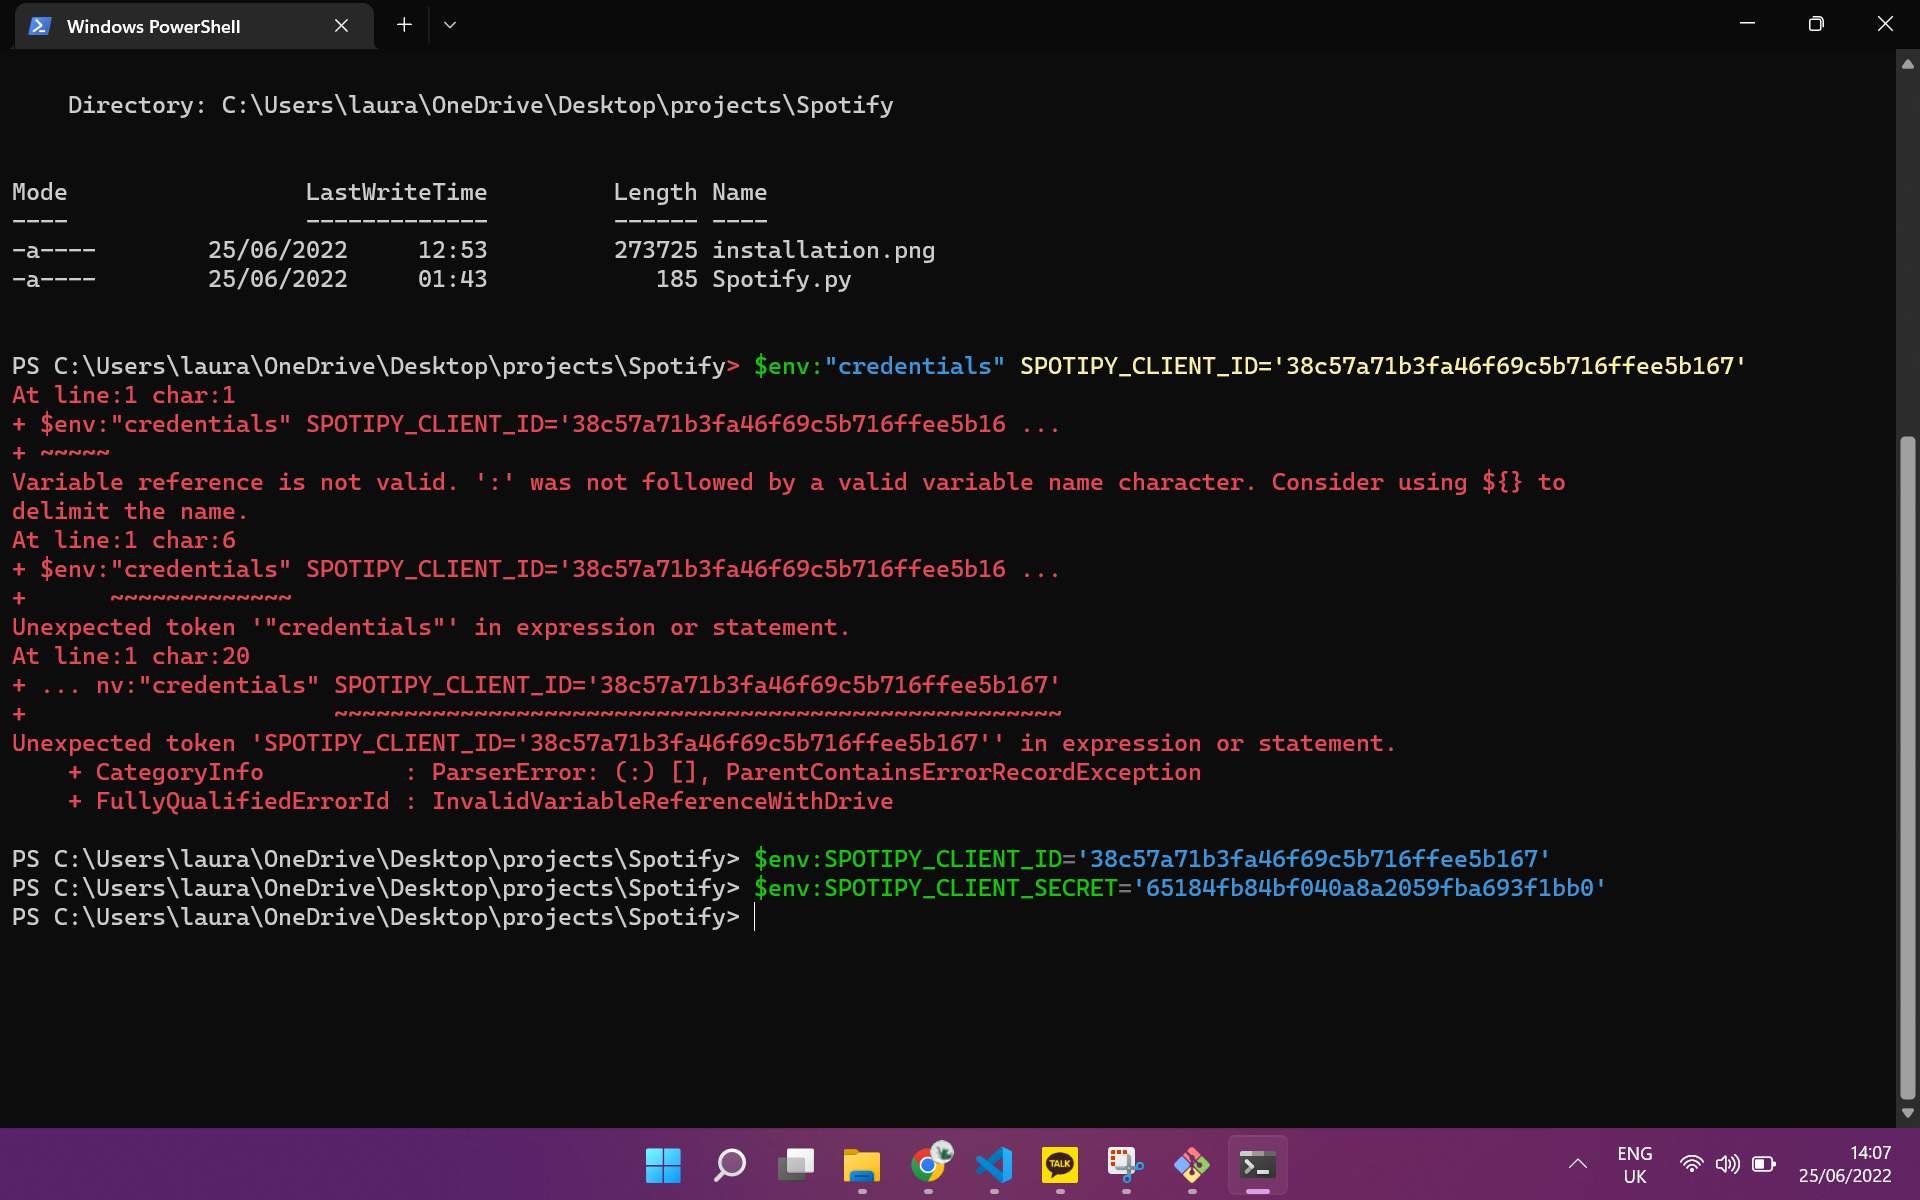 Windows PowerShell
Directory: C:\Users\laura\OneDrive\Desktop\projects\Spotify
Mode LastWriteTime Length Name
---- ------------- ------ ----
-a---- 25/06/2022 12:53 273725 installation.png
-a---- 25/06/2022 01:43 185 Spotify.py
PS C:\Users\laura\OneDrive\Desktop\projects\Spotify> $env:"credentials" SPOTIPY_CLIENT_ID='38c57a71b3fa46f69c5b716ffee5b167'
At line:1 char:1
+ $env:"credentials" SPOTIPY_CLIENT_ID='38c57a71b3fa46f69c5b716ffee5b16 ...
+ ~~~~~
Variable reference is not valid. ':' was not followed by a valid variable name character. Consider using ${} to
delimit the name.
At line:1 char:6
+ $env:"credentials" SPOTIPY_CLIENT_ID='38c57a71b3fa46f69c5b716ffee5b16 ...
+ ~~~~~~~~~~~~~
Unexpected token '"credentials"' in expression or statement.
At line:1 char:20
+ ... nv:"credentials" SPOTIPY_CLIENT_ID='38c57a71b3fa46f69c5b716ffee5b167'
+ ~~~~~~~~~~~~~~~~~~~~~~~~~~~~~~~~~~~~~~~~~~~~~~~~~~~~
Unexpected token 'SPOTIPY_CLIENT_ID='38c57a71b3fa46f69c5b716ffee5b167'' in expression or statement.
+ CategoryInfo : ParserError: (:) [], ParentContainsErrorRecordException
+ FullyQualifiedErrorId : InvalidVariableReferenceWithDrive
PS C:\Users\laura\OneDrive\Desktop\projects\Spotify> $env:SPOTIPY_CLIENT_ID='38c57a71b3fa46f69c5b716ffee5b167'
PS C:\Users\laura\OneDrive\Desktop\projects\Spotify> $env:SPOTIPY_CLIENT_SECRET='65184fb84bf040a8a2059fba693f1bb0'
PS C:\Users\laura\OneDrive\Desktop\projects\Spotify>
TALK
ENG
UK
14:07
25/06/2022